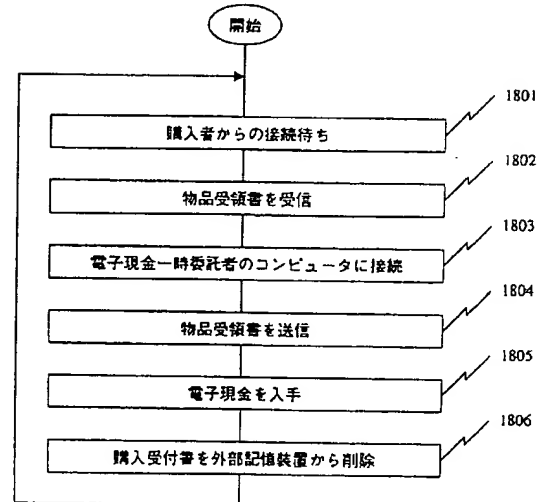 開始
1801
購入者からの接続待ち
1802
物品受領書を受信
1803
電子現金一時委託者のコンピュータに接続
1804
物品受領書を送信
1805
電子現金を入手
1806
購入受付書を外部記憶装置から削除